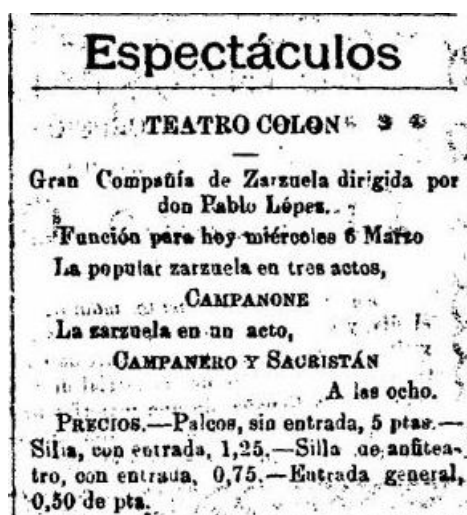 Espectáculos
TEATRO COLON
Gran Compañía de Zarzuela dirigida por
don Pablo López.
Función para hoy miércoles 6 Marzo
La popular zarzuela en tres actos,
CAMPANONE
La zarzuela en un acto,
CAMPANERO Y SACRISTÁN
A las ocho.
PRECIOS.—Palcos, sin entrada, 5 ptas.—
Silla, con entrada, 1,25.—Silla de anfitea-
tro, con entrada, 0,75.—Entrada general,
0,50 de pta.